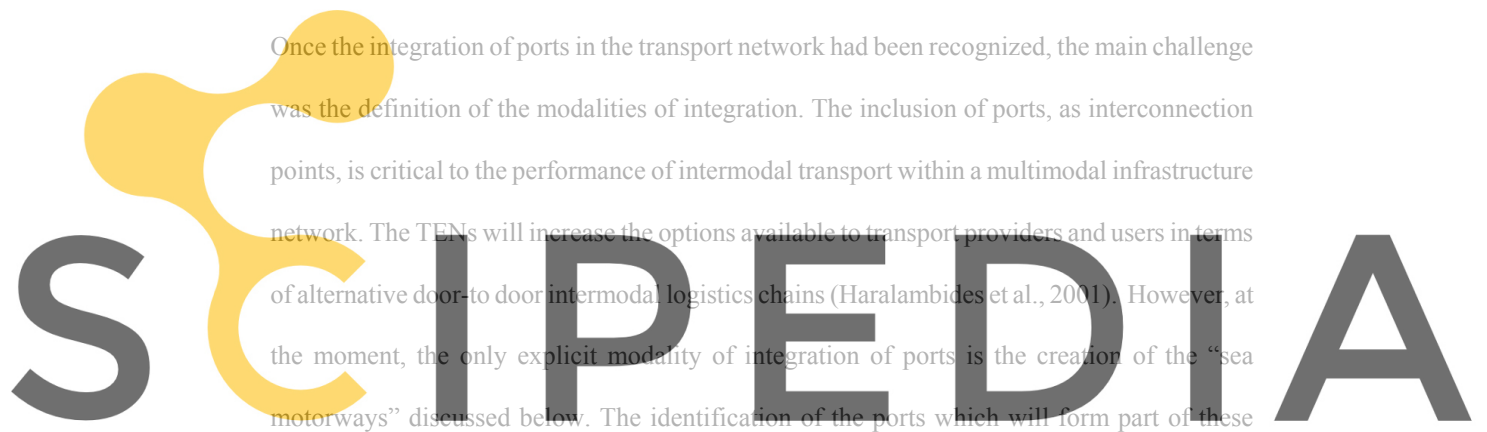 Once the integration of ports in the transport network had been recognized, the main challenge
was the definition of the modalities of integration. The inclusion of ports, as interconnection
points, is critical to the performance of intermodal transport within a multimodal infrastructure
network. The TENs will increase the options available to transport providers and users in terms
of alternative door-to door intermodal logistics chains (Haralambides et al., 2001). However, at
the moment, the only explicit modality of integration of ports is the creation of the “sea
motorways” discussed below. The identification of the ports which will form part of these
SCIPEDIA